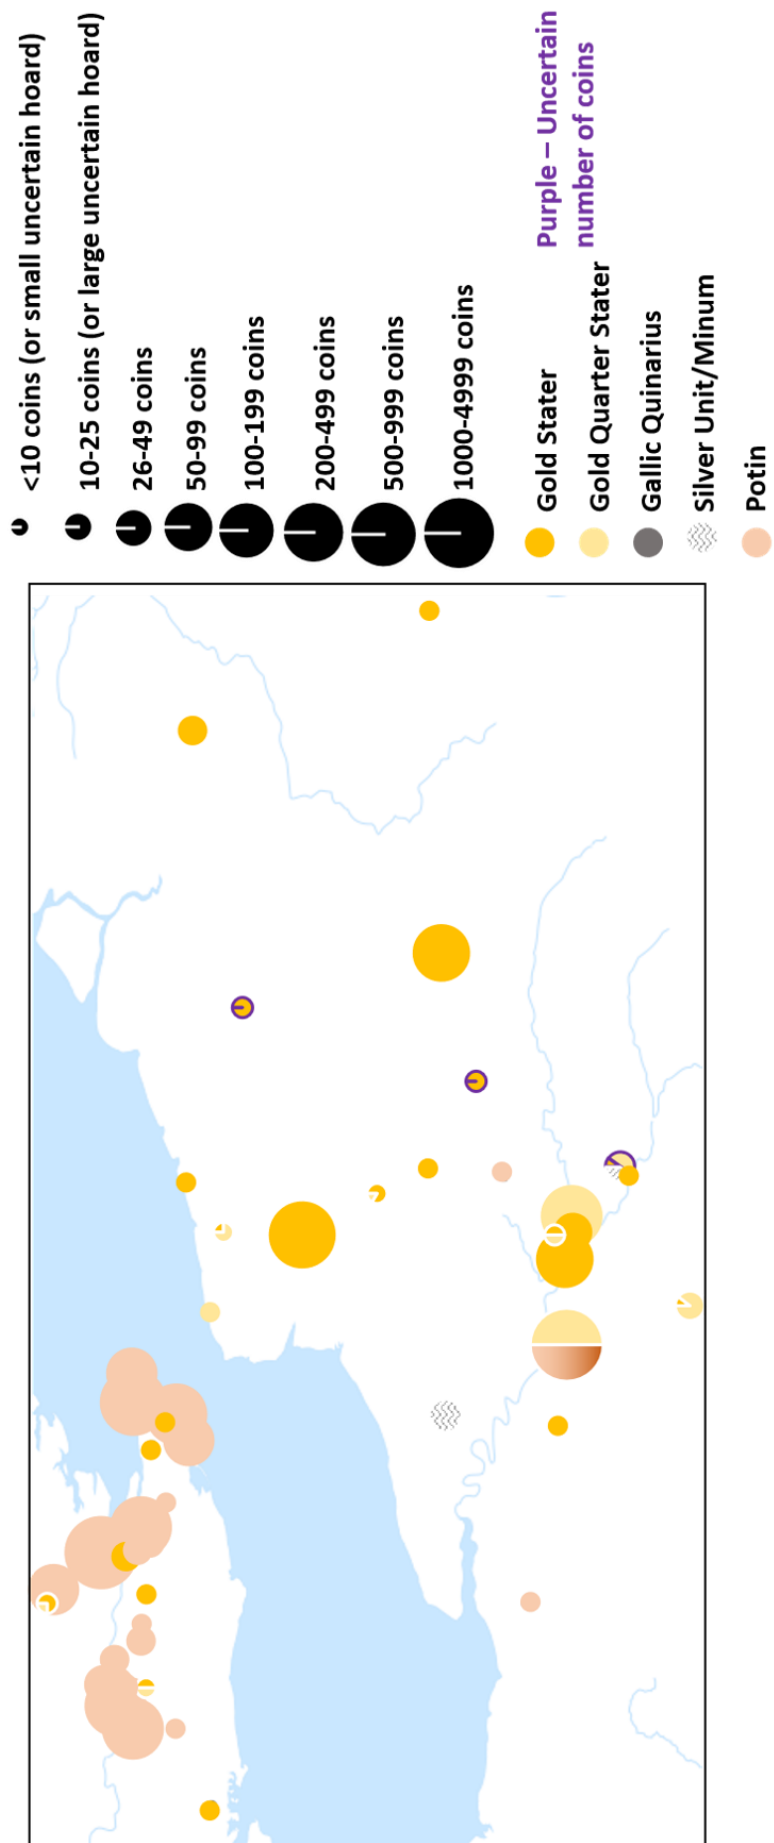 <10 coins (or small uncertain hoard)
10-25 coins (or large uncertain hoard)
26-49 coins
50-99 coins
100-199 coins
200-499 coins
500-999 coins
1000-4999 coins
Purple – Uncertain
number of coins
Gold Stater
Gold Quarter Stater
Gallic Quinarius
Silver Unit/Minum
Potin